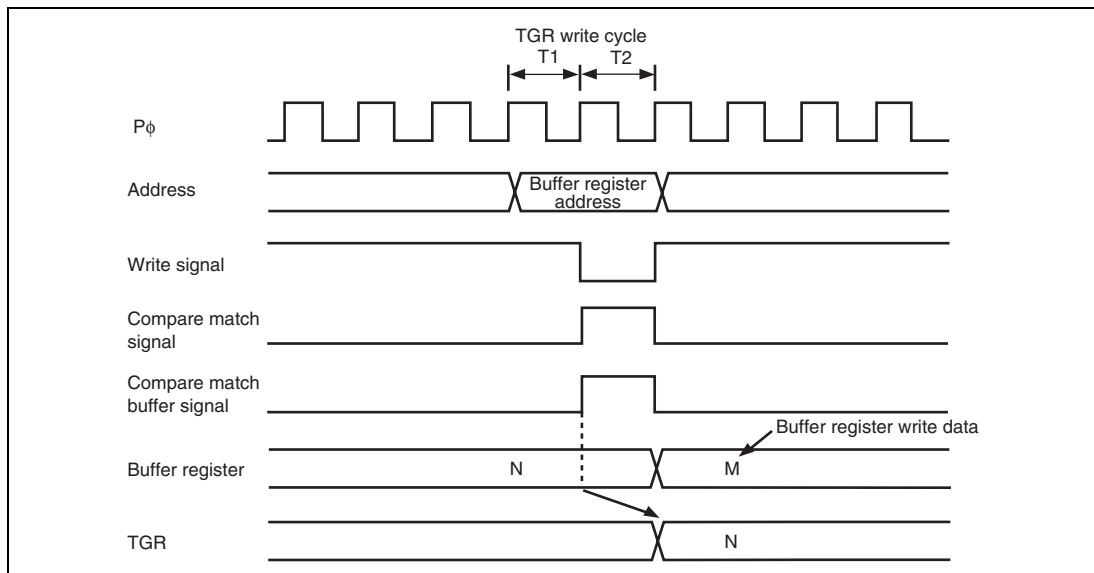 TGR write cycle
T1 T2
Pϕ
Address
Buffer register
address
Write signal
Compare match
signal
Compare match
buffer signal
Buffer register write data
Buffer register
N
M
TGR
N